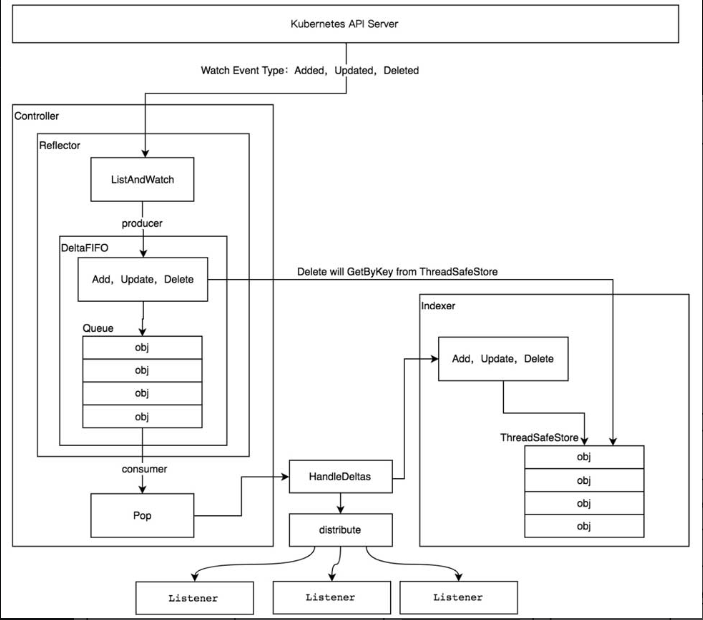 Kubernetes API Server
Watch Event Type：Added，Updated，Deleted
Controller
Reflector
ListAndWatch
producer
DeltaFIFO
Add，Update，Delete
Delete will GetByKey from ThreadSafeStore
Queue
obj
obj
obj
obj
consumer
Pop
HandleDeltas
distribute
Listener
Listener
Listener
Indexer
Add，Update，Delete
ThreadSafeStore
obj
obj
obj
obj